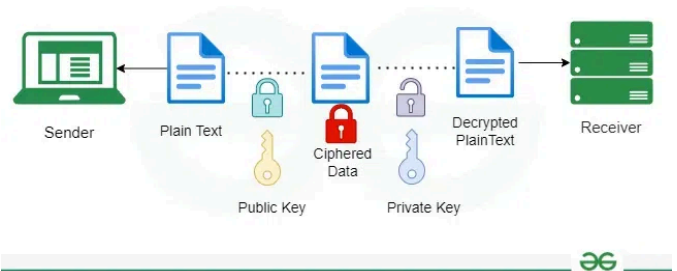 Sender
Plain Text
Ciphered
Data
Decrypted
PlainText
Receiver
Public Key
Private Key